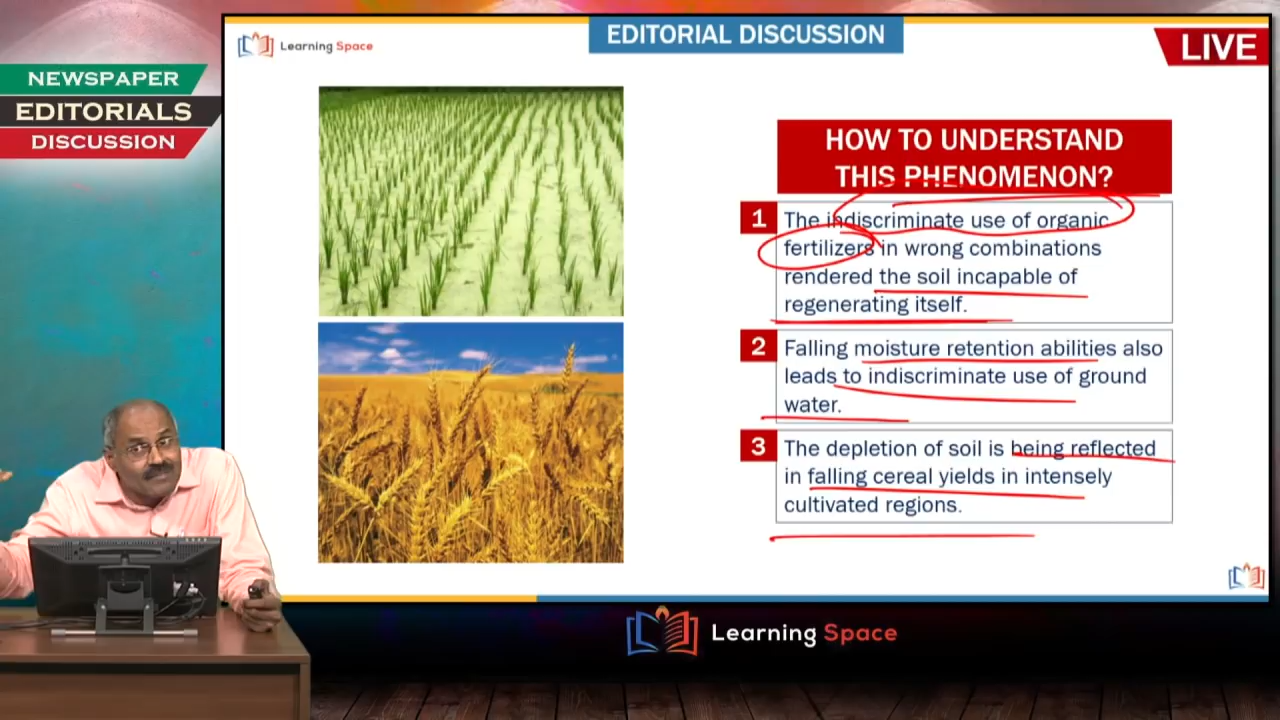 EDITORIAL DISCUSSION
Learning Space
LIVE
NEWSPAPER
EDITORIALS
DISCUSSION
HOW TO UNDERSTAND
THIS PHENOMENON?
1
The indiscriminate use of organic
fertilizers in wrong combinations
rendered the soil incapable of
regenerating itself.
2
Falling moisture retention abilities also
leads to indiscriminate use of ground
water.
3
The depletion of soil is being reflected
in falling cereal yields in intensely
cultivated regions.
Learning Space